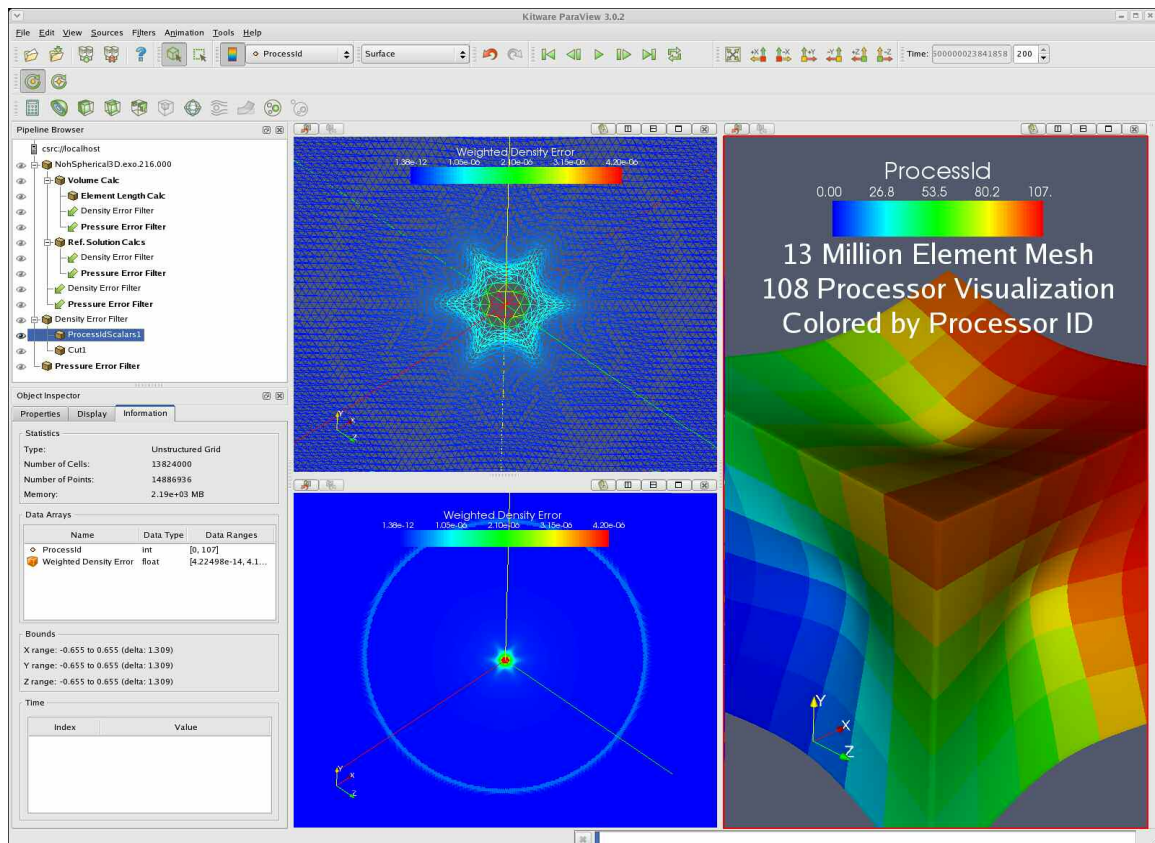 Kitware ParaView 3.0.2
File Edit View Sources Filters Animation Tools Help
ProcessId Surface Time: 500000023841858 200
+X -X +Y -Y +Z -Z
Pipeline Browser
csrc://localhost
NohSpherical3D.exo.216.000
Volume Calc
Element Length Calc
Density Error Filter
Pressure Error Filter
Ref. Solution Calcs
Density Error Filter
Pressure Error Filter
Density Error Filter
Pressure Error Filter
Density Error Filter
ProcessIdScalars1
Cut1
Pressure Error Filter
Object Inspector
Properties Display Information
Statistics
Type: Unstructured Grid
Number of Cells: 13824000
Number of Points: 14886936
Memory: 2.19e+03 MB
Data Arrays
Name Data Type Data Ranges
ProcessId int [0, 107]
Weighted Density Error float [4.22498e-14, 4.1...
Bounds
X range: -0.655 to 0.655 (delta: 1.309)
Y range: -0.655 to 0.655 (delta: 1.309)
Z range: -0.655 to 0.655 (delta: 1.309)
Time
Index Value
Weighted Density Error
1.38e-12 1.05e-06 2.10e-06 3.15e-06 4.20e-06
Y
X
Z
Weighted Density Error
1.38e-12 1.05e-06 2.10e-06 3.15e-06 4.20e-06
Y
X
Z
ProcessId
0.00 26.8 53.5 80.2 107.
13 Million Element Mesh
108 Processor Visualization
Colored by Processor ID
Y
X
Z